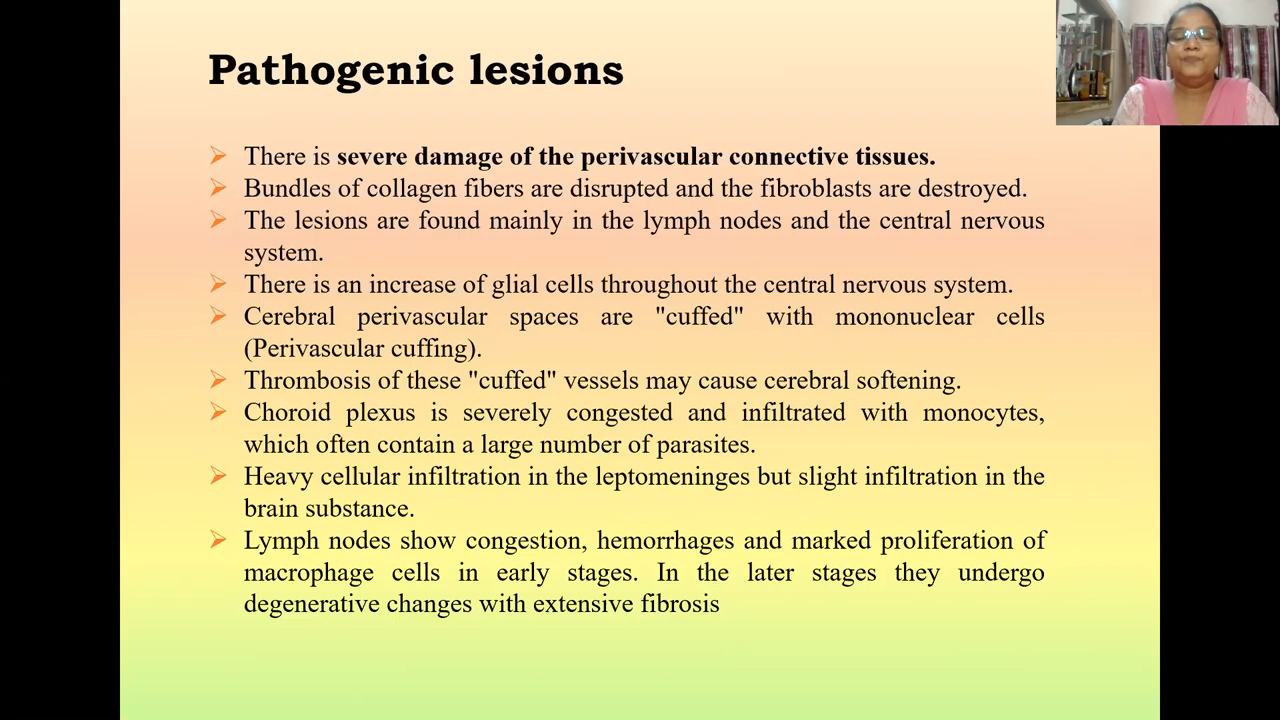 Pathogenic lesions
There is severe damage of the perivascular connective tissues.
Bundles of collagen fibers are disrupted and the fibroblasts are destroyed.
The lesions are found mainly in the lymph nodes and the central nervous
system.
There is an increase of glial cells throughout the central nervous system.
Cerebral perivascular spaces are "cuffed" with mononuclear cells
(Perivascular cuffing).
Thrombosis of these "cuffed" vessels may cause cerebral softening.
Choroid plexus is severely congested and infiltrated with monocytes,
which often contain a large number of parasites.
Heavy cellular infiltration in the leptomeninges but slight infiltration in the
brain substance.
Lymph nodes show congestion, hemorrhages and marked proliferation of
macrophage cells in early stages. In the later stages they undergo
degenerative changes with extensive fibrosis